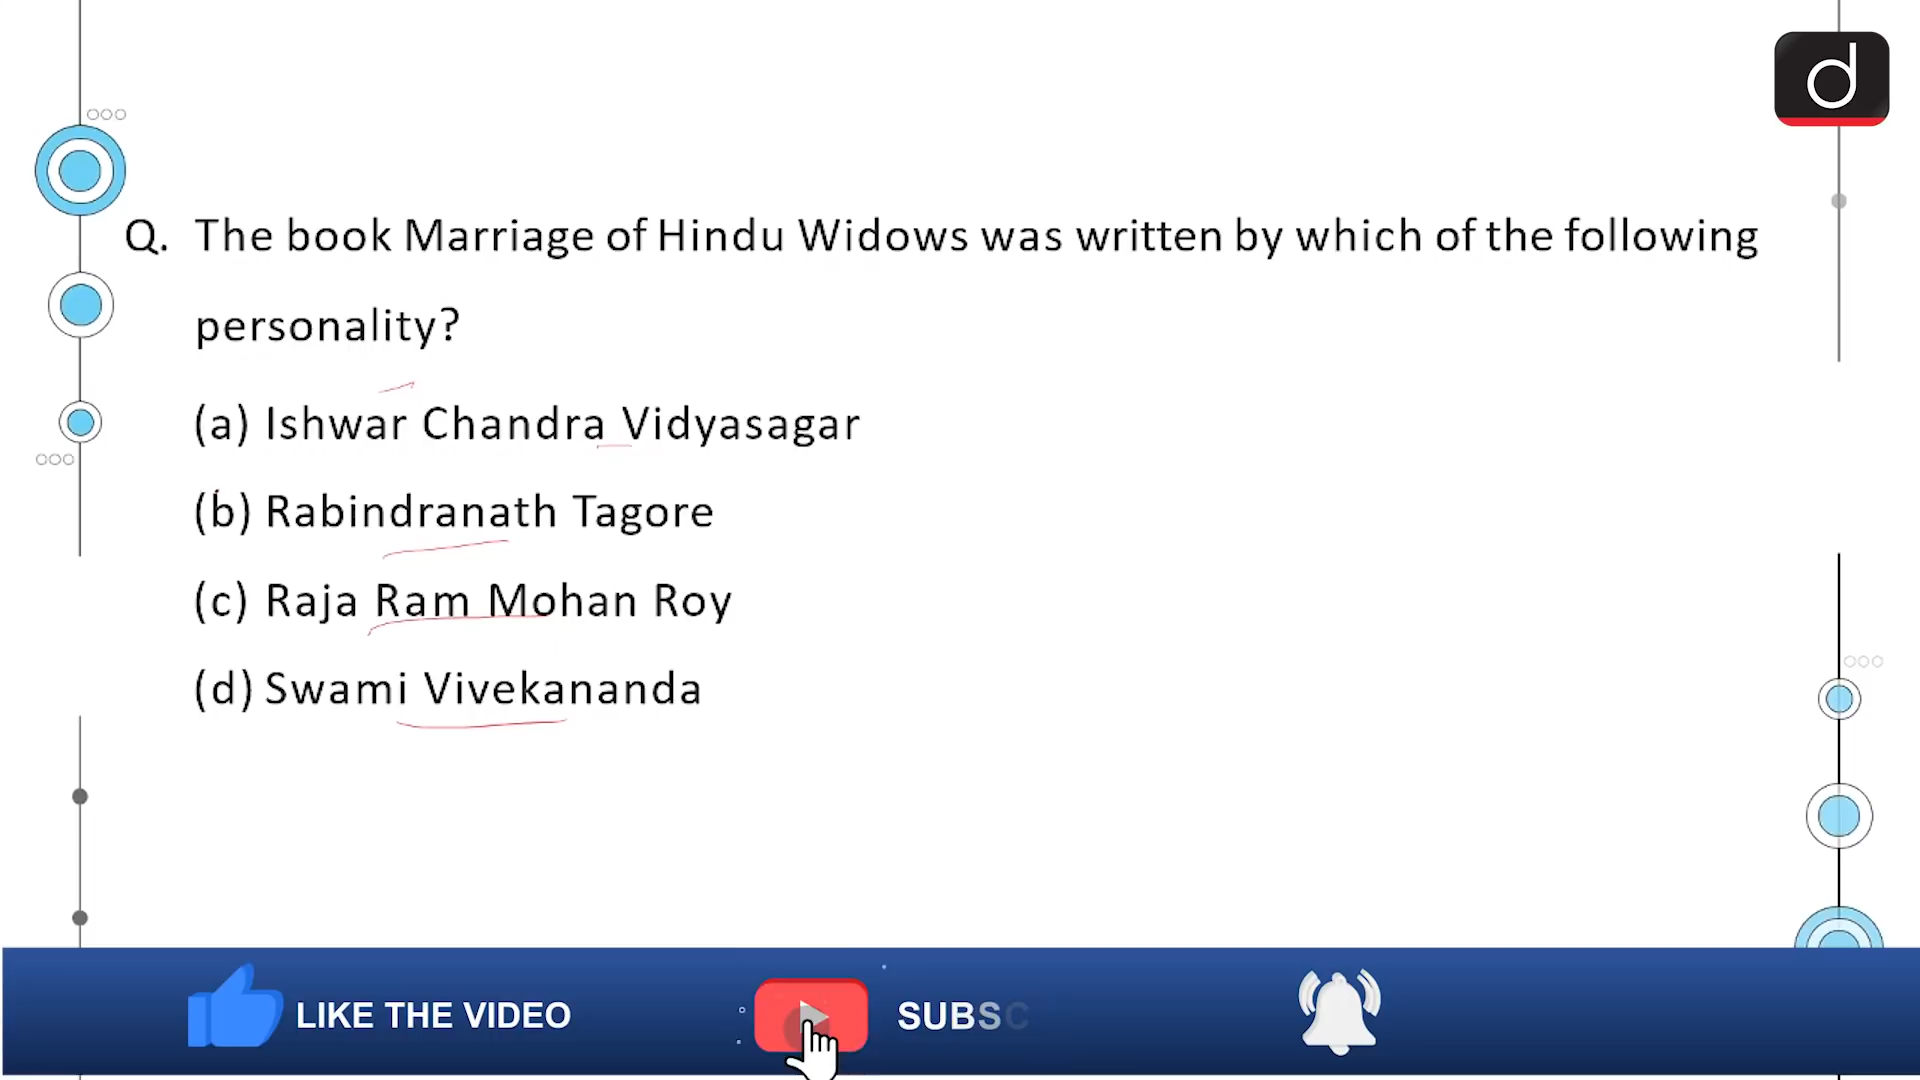 d
Q. The book Marriage of Hindu Widows was written by which of the following
personality?
(a) Ishwar Chandra Vidyasagar
(b) Rabindranath Tagore
(c) Raja Ram Mohan Roy
(d) Swami Vivekananda
LIKE THE VIDEO
SUBSC